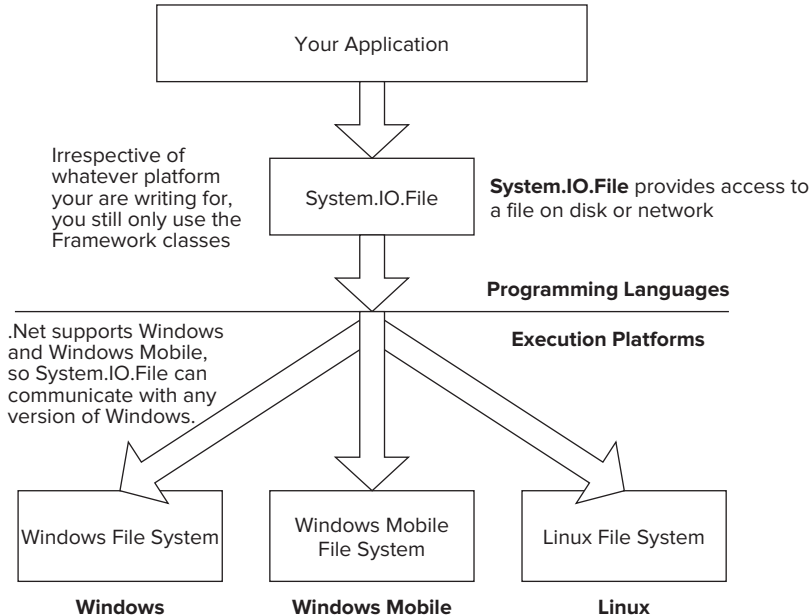 Your Application
Irrespective of
whatever platform
your are writing for,
you still only use the
Framework classes
System.IO.File
System.IO.File provides access to
a file on disk or network
Programming Languages
.Net supports Windows
and Windows Mobile,
so System.IO.File can
communicate with any
version of Windows.
Execution Platforms
Windows File System
Windows Mobile
File System
Linux File System
Windows
Windows Mobile
Linux